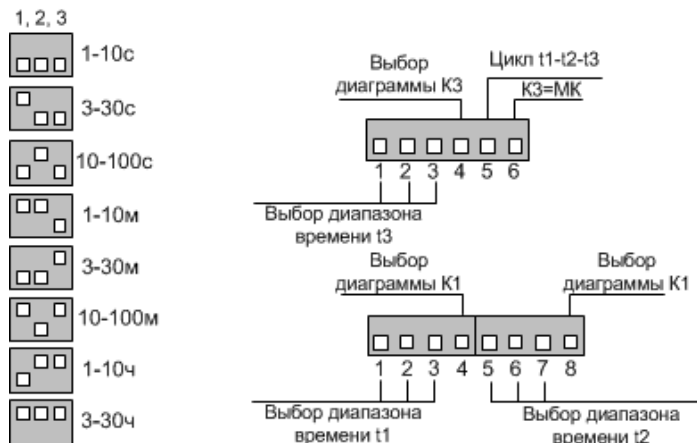 1, 2, 3
1-10с
3-30с
10-100с
1-10м
3-30м
10-100м
1-10ч
3-30ч
Выбор
диаграммы К3
Цикл t1-t2-t3
К3=МК
1 2 3 4 5 6
Выбор диапазона
времени t3
Выбор
диаграммы К1
Выбор
диаграммы К1
1 2 3 4 5 6 7 8
Выбор диапазона
времени t1
Выбор диапазона
времени t2